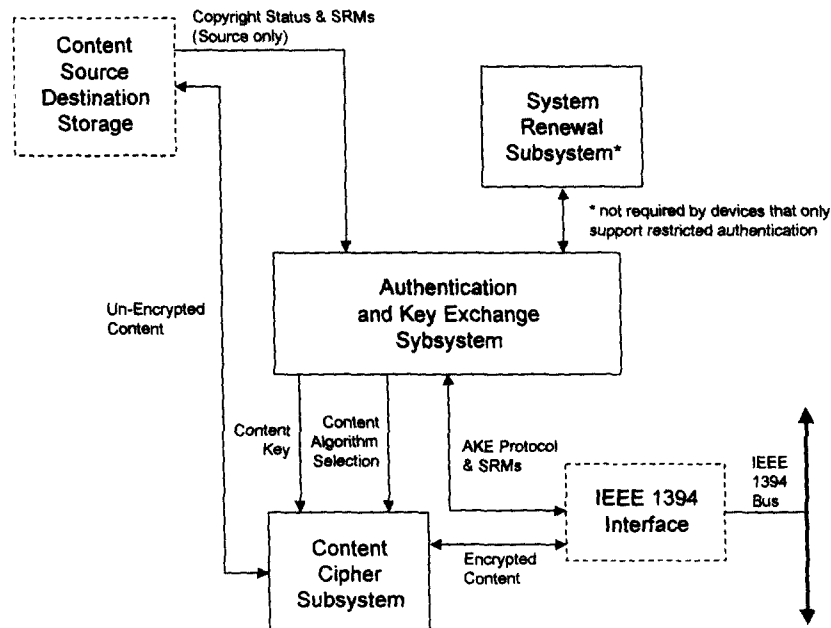 Copyright Status & SRMs
(Source only)
Content
Source
Destination
Storage
System
Renewal
Subsystem*
* not required by devices that only
support restricted authentication
Authentication
and Key Exchange
Sybsystem
Un-Encrypted
Content
Content
Key
Content
Algorithm
Selection
AKE Protocol
& SRMs
IEEE
1394
Bus
IEEE 1394
Interface
Content
Cipher
Subsystem
Encrypted
Content